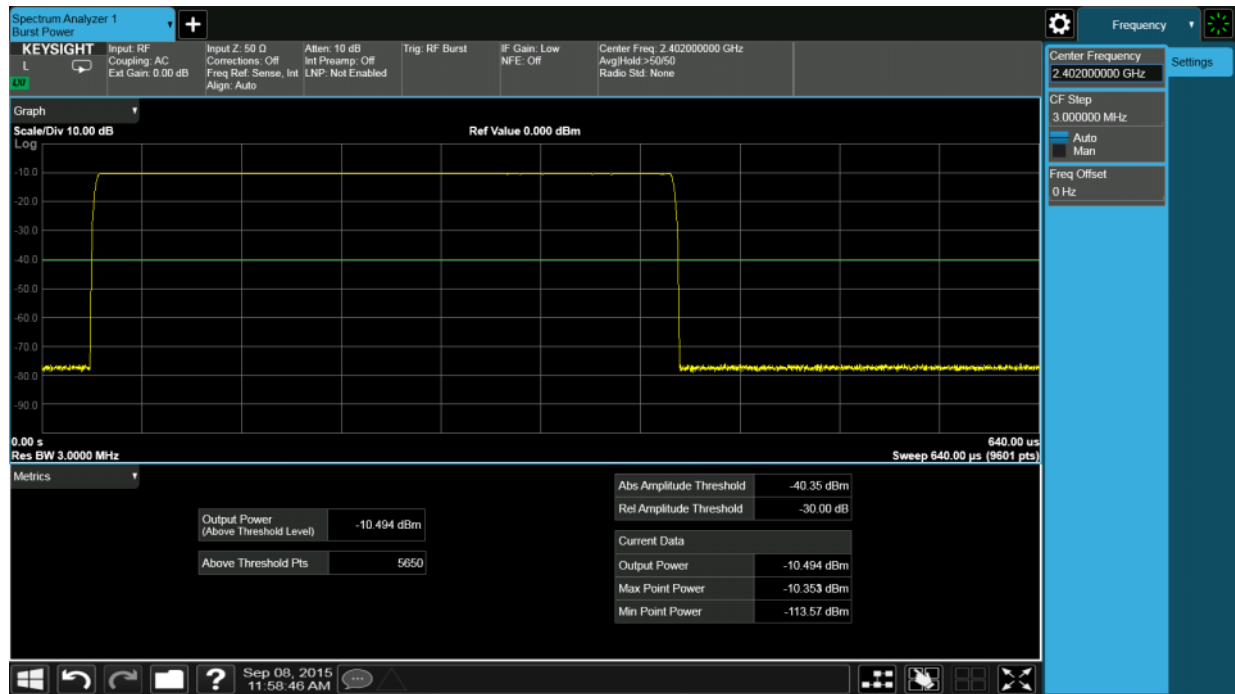 Spectrum Analyzer 1
Burst Power
Frequency
KEYSIGHT
L
LXI
Input: RF
Coupling: AC
Ext Gain: 0.00 dB
Input Z: 50 Ω
Corrections: Off
Freq Ref: Sense, Int
Align: Auto
Atten: 10 dB
Int Preamp: Off
LNP: Not Enabled
Trig: RF Burst
IF Gain: Low
NFE: Off
Center Freq: 2.402000000 GHz
Avg|Hold:>50/50
Radio Std: None
Center Frequency
2.402000000 GHz
Settings
CF Step
3.000000 MHz
Auto
Man
Freq Offset
0 Hz
Graph
Scale/Div 10.00 dB
Ref Value 0.000 dBm
Log
-10.0
-20.0
-30.0
-40.0
-50.0
-60.0
-70.0
-80.0
-90.0
0.00 s
640.00 us
Res BW 3.0000 MHz
Sweep 640.00 µs (9601 pts)
Metrics
Output Power
(Above Threshold Level)
-10.494 dBm
Above Threshold Pts
5650
Abs Amplitude Threshold
-40.35 dBm
Rel Amplitude Threshold
-30.00 dB
Current Data
Output Power
-10.494 dBm
Max Point Power
-10.353 dBm
Min Point Power
-113.57 dBm
Sep 08, 2015
11:58:46 AM